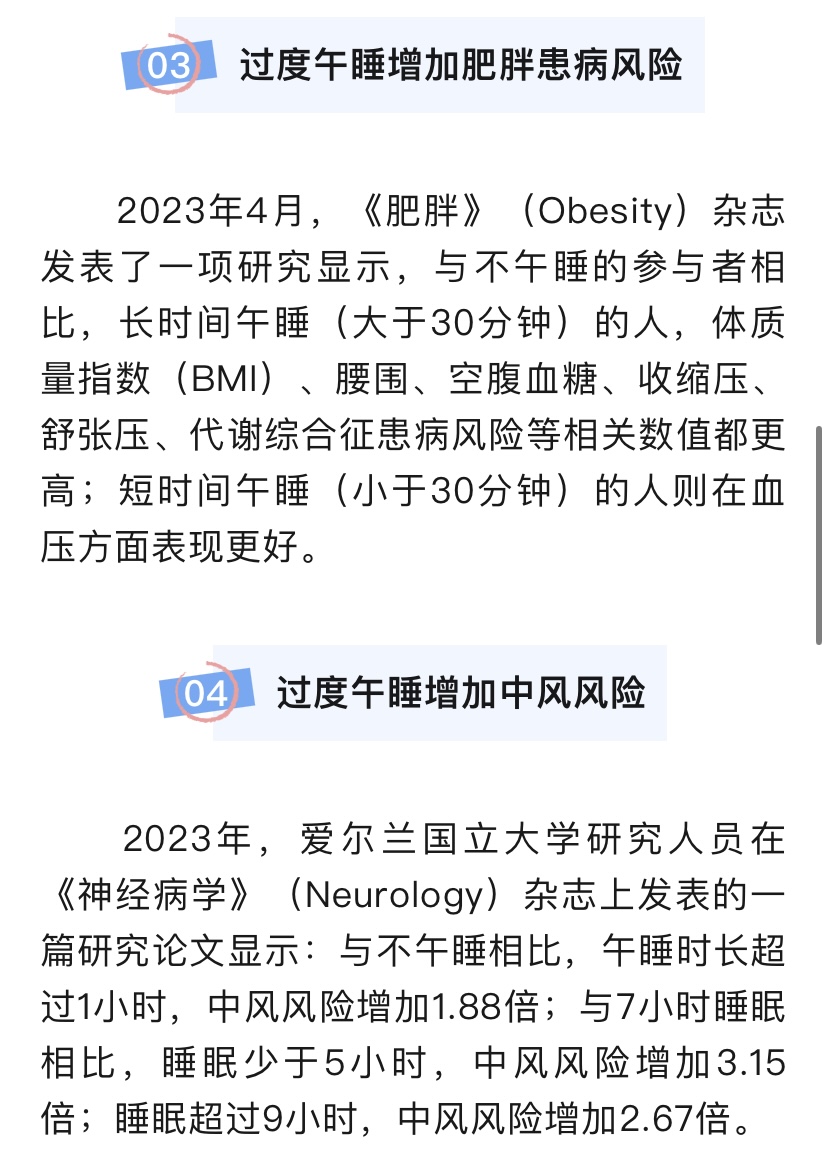 03 过度午睡增加肥胖患病风险
2023年4月，《肥胖》（Obesity）杂志
发表了一项研究显示，与不午睡的参与者相
比，长时间午睡（大于30分钟）的人，体质
量指数（BMI）、腰围、空腹血糖、收缩压、
舒张压、代谢综合征患病风险等相关数值都更
高；短时间午睡（小于30分钟）的人则在血
压方面表现更好。
04 过度午睡增加中风风险
2023年，爱尔兰国立大学研究人员在
《神经病学》（Neurology）杂志上发表的一
篇研究论文显示：与不午睡相比，午睡时长超
过1小时，中风风险增加1.88倍；与7小时睡眠
相比，睡眠少于5小时，中风风险增加3.15
倍；睡眠超过9小时，中风风险增加2.67倍。